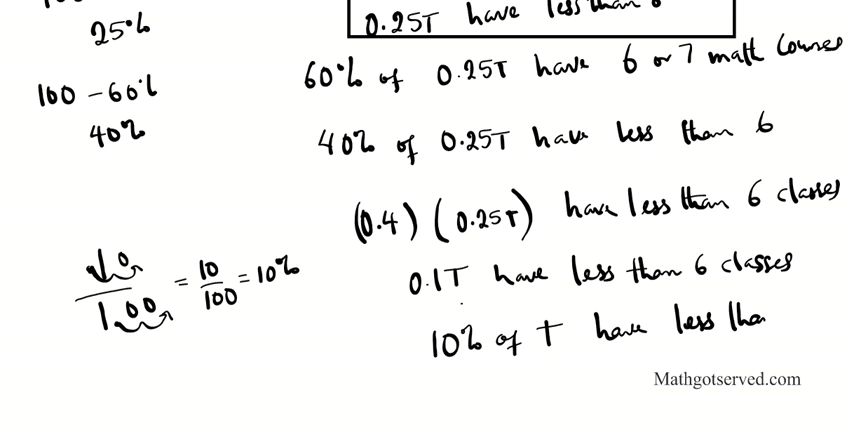 25%
0.25T have less than 6
60% of 0.25T have 6 or 7 math courses
100 - 60%
40%
40% of 0.25T have less than 6
(0.4) (0.25T) have less than 6 classes
.10 / 1.00 = 10/100 = 10%
0.1T have less than 6 classes
10% of T have less tha
Mathgotserved.com